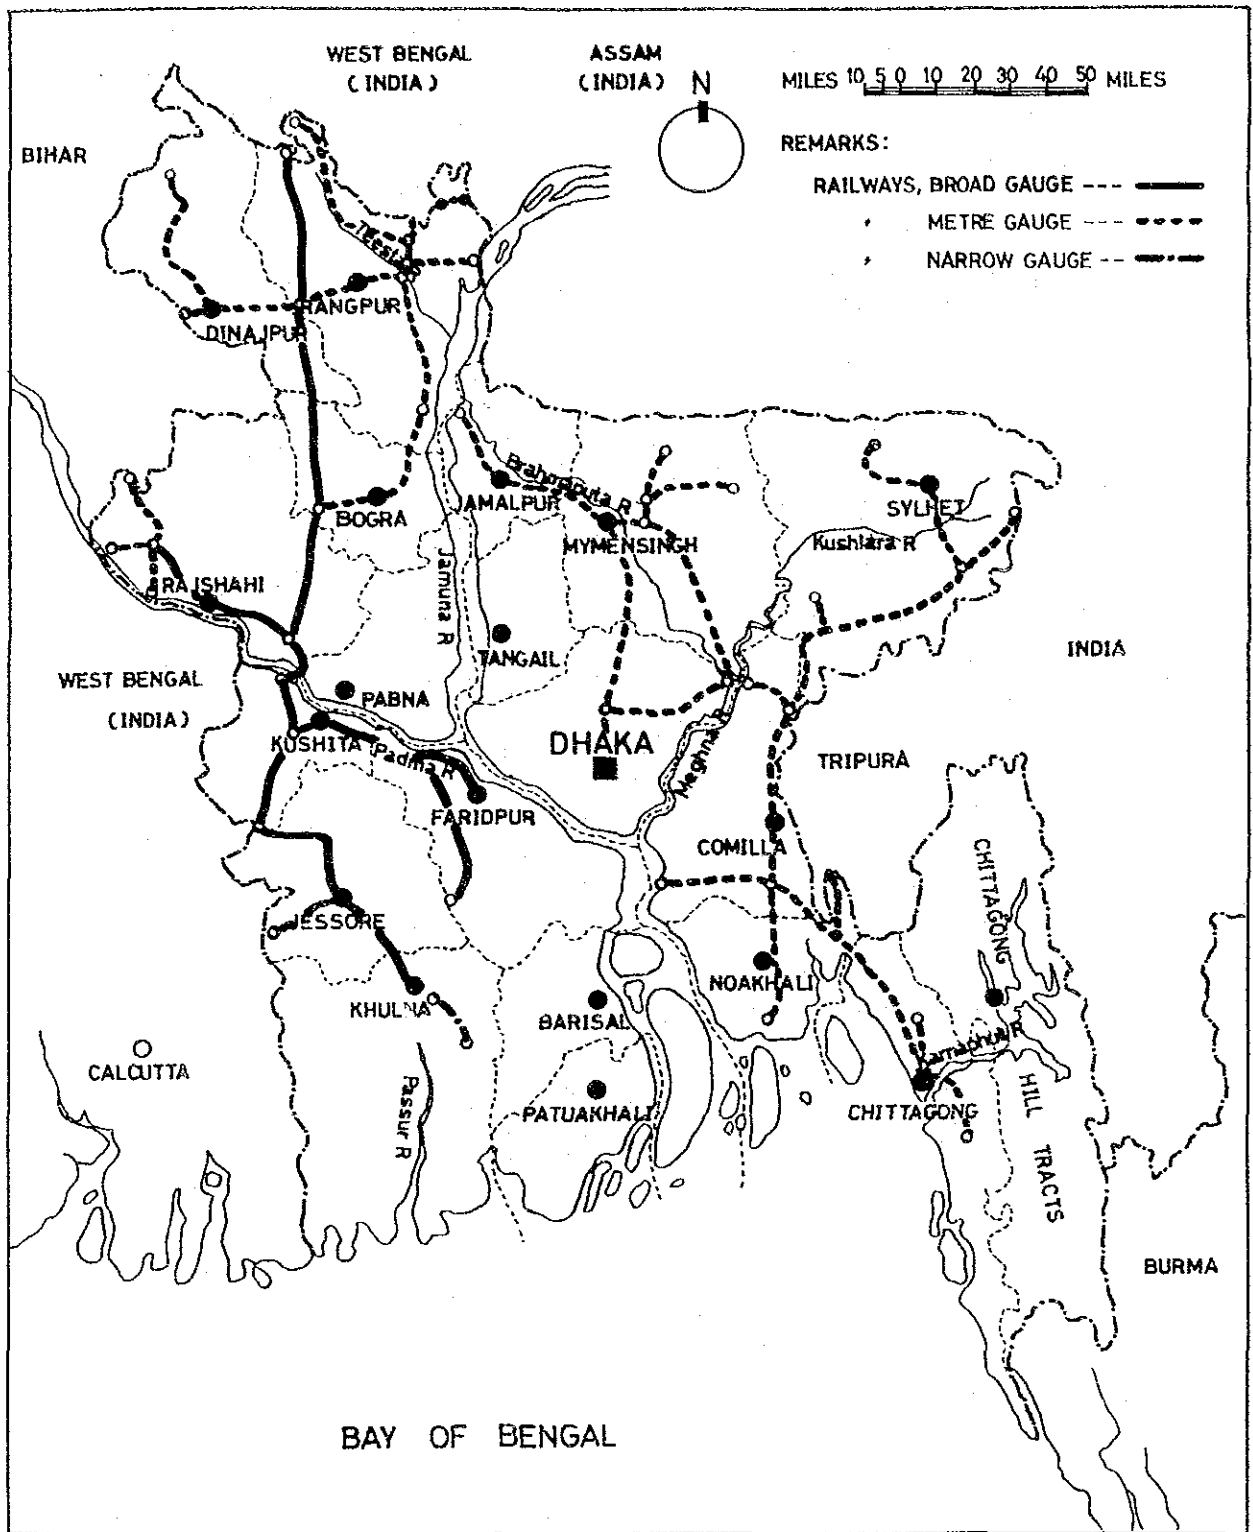 WEST BENGAL
(INDIA)
ASSAM
(INDIA)
N
MILES 10 5 0 10 20 30 40 50 MILES
BIHAR
REMARKS:
RAILWAYS, BROAD GAUGE ---
" METRE GAUGE ---
" NARROW GAUGE --
Teesta R
RANGPUR
DINAJPUR
Brahmaputa R
JAMALPUR
BOGRA
SYLHET
MYMENSINGH
Kushiara R
Jamuna R
RAJSHAHI
TANGAIL
INDIA
WEST BENGAL
(INDIA)
PABNA
KUSHITA
Padma R
DHAKA
Meghna R
TRIPURA
FARIDPUR
COMILLA
CHITTAGONG
JESSORE
NOAKHALI
KHULNA
BARISAL
Karnaphuli R
CALCUTTA
Passur R
PATUAKHALI
CHITTAGONG
HILL TRACTS
BURMA
BAY OF BENGAL